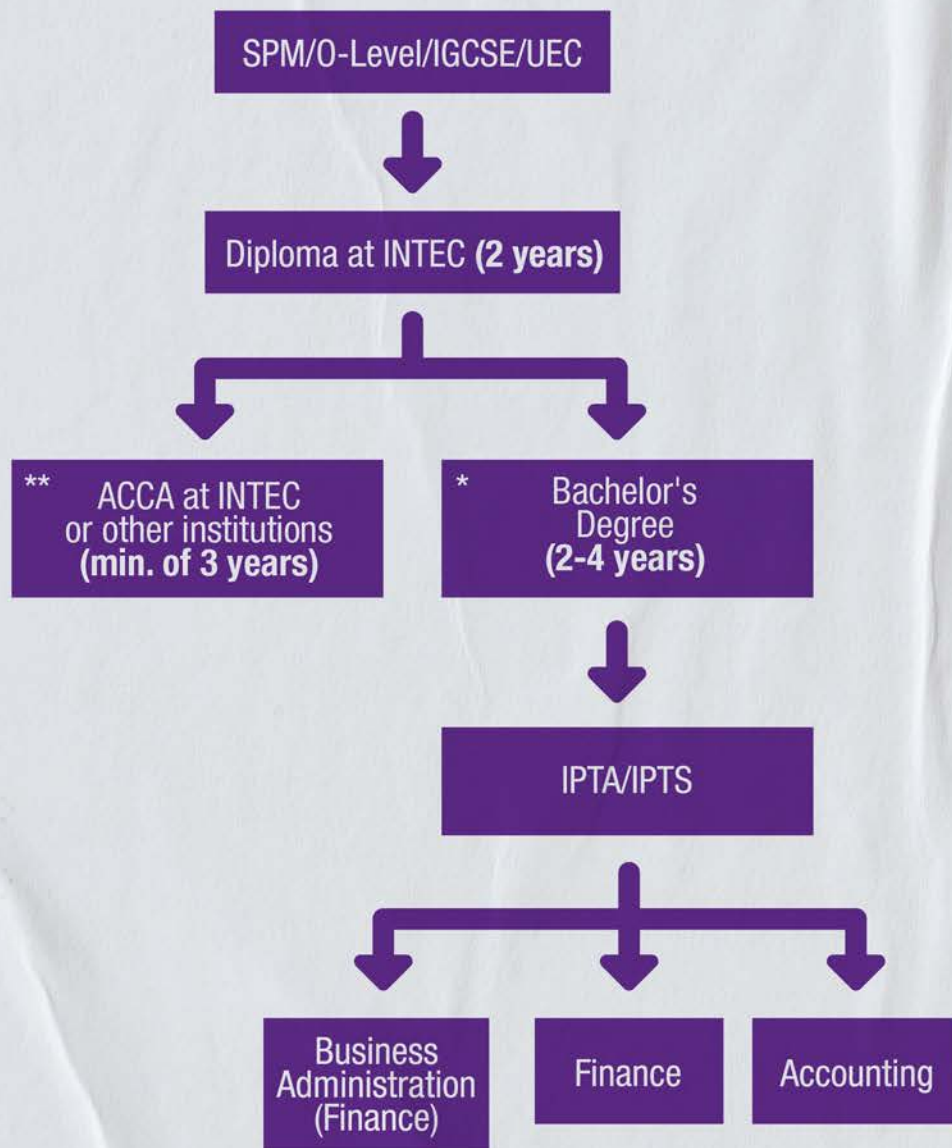 SPM/O-Level/IGCSE/UEC
Diploma at INTEC (2 years)
** ACCA at INTEC
or other institutions
(min. of 3 years)
* Bachelor's
Degree
(2-4 years)
IPTA/IPTS
Business
Administration
(Finance)
Finance
Accounting